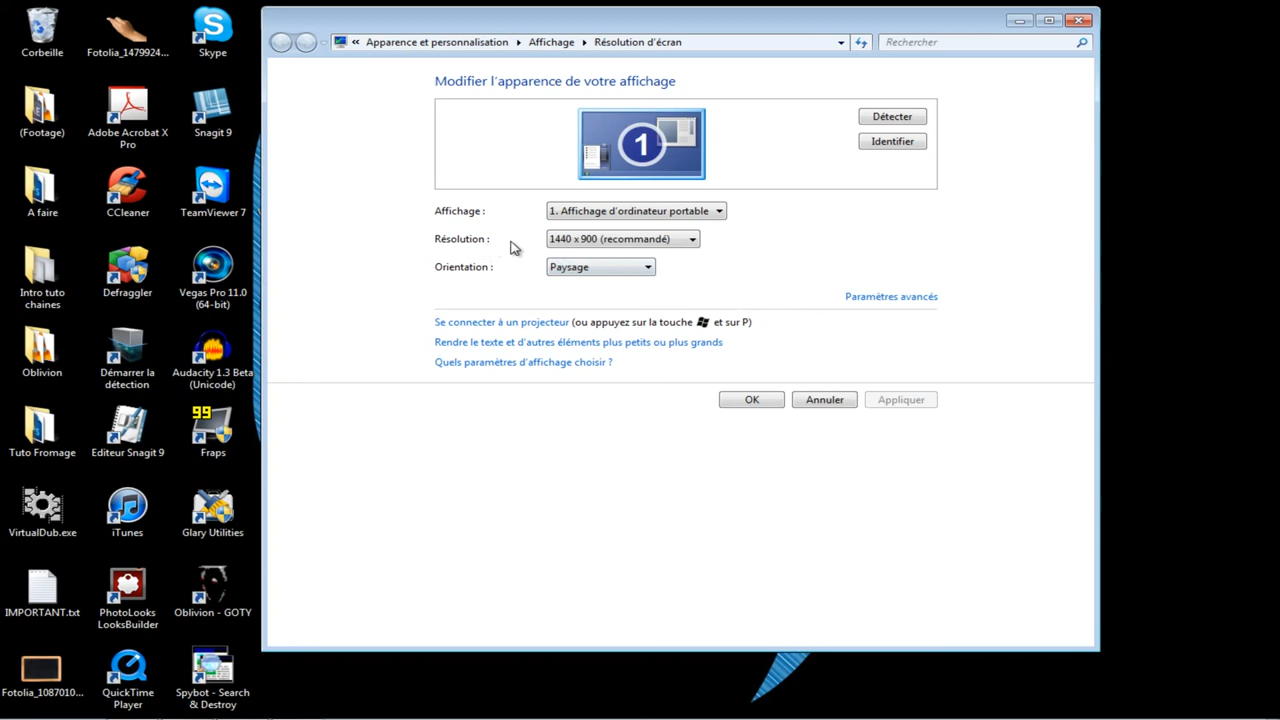 Corbeille
Fotolia_1479924...
Skype
(Footage)
Adobe Acrobat X
Pro
Snagit 9
A faire
CCleaner
TeamViewer 7
Intro tuto
chaines
Defraggler
Vegas Pro 11.0
(64-bit)
Oblivion
Démarrer la
détection
Audacity 1.3 Beta
(Unicode)
Tuto Fromage
Editeur Snagit 9
99
Fraps
VirtualDub.exe
iTunes
Glary Utilities
IMPORTANT.txt
PhotoLooks
LooksBuilder
Oblivion - GOTY
Fotolia_1087010...
QuickTime
Player
Spybot - Search
& Destroy
« Apparence et personnalisation ▸ Affichage ▸ Résolution d'écran
Rechercher
Modifier l'apparence de votre affichage
1
Détecter
Identifier
Affichage : 1. Affichage d'ordinateur portable
Résolution : 1440 x 900 (recommandé)
Orientation : Paysage
Paramètres avancés
Se connecter à un projecteur (ou appuyez sur la touche et sur P)
Rendre le texte et d'autres éléments plus petits ou plus grands
Quels paramètres d'affichage choisir ?
OK Annuler Appliquer